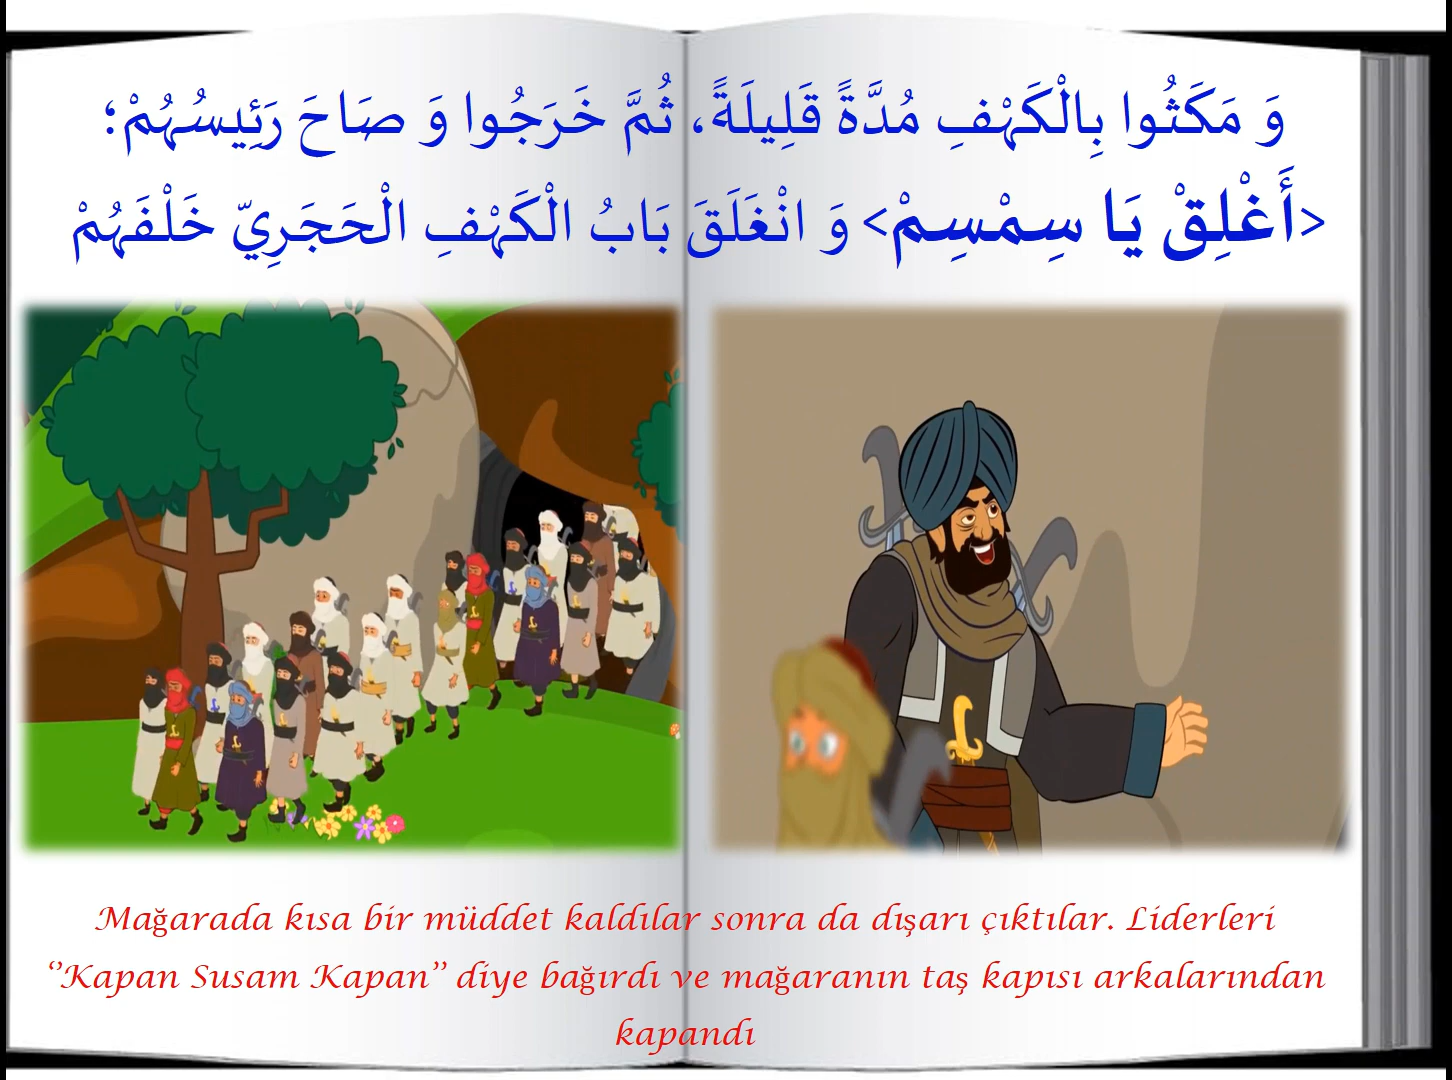 وَ مَكَثُوا بِالْكَهْفِ مُدَّةً قَلِيلَةً، ثُمَّ خَرَجُوا وَ صَاحَ رَئِيسُهُمْ؛
<أَغْلِقْ يَا سِمْسِمْ> وَ انْغَلَقَ بَابُ الْكَهْفِ الْحَجَرِيّ خَلْفَهُمْ
Mağarada kısa bir müddet kaldılar sonra da dışarı çıktılar. Liderleri
‘‘Kapan Susam Kapan’’ diye bağırdı ve mağaranın taş kapısı arkalarından
kapandı